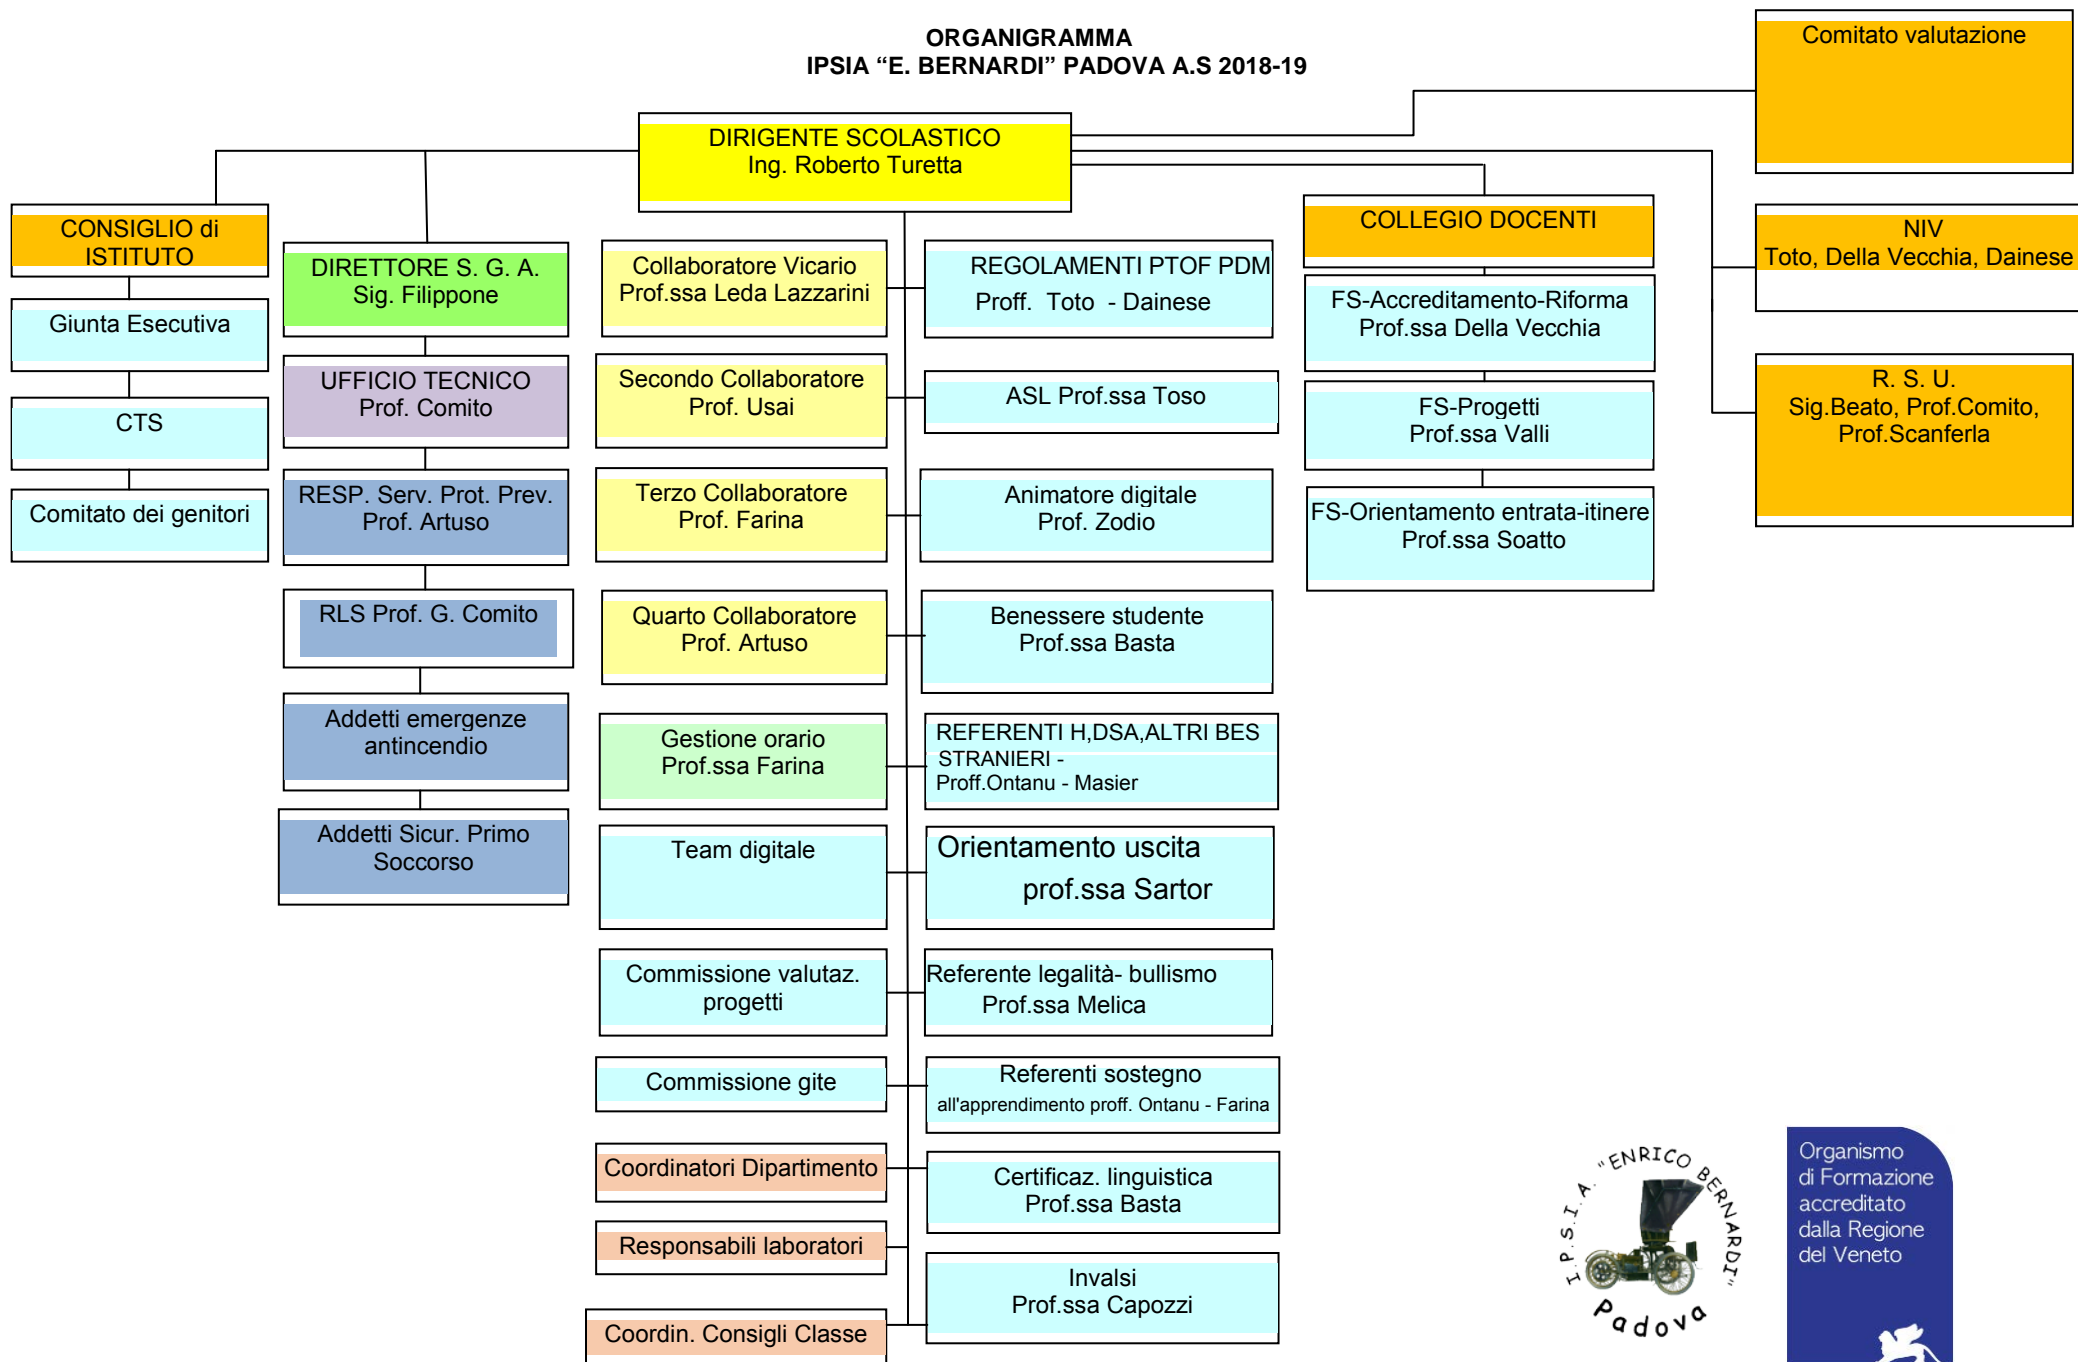 ORGANIGRAMMA
IPSIA “E. BERNARDI” PADOVA A.S 2018-19
Comitato valutazione
DIRIGENTE SCOLASTICO
Ing. Roberto Turetta
CONSIGLIO di
ISTITUTO
Giunta Esecutiva
CTS
Comitato dei genitori
DIRETTORE S. G. A.
Sig. Filippone
UFFICIO TECNICO
Prof. Comito
RESP. Serv. Prot. Prev.
Prof. Artuso
RLS Prof. G. Comito
Addetti emergenze
antincendio
Addetti Sicur. Primo
Soccorso
Collaboratore Vicario
Prof.ssa Leda Lazzarini
Secondo Collaboratore
Prof. Usai
Terzo Collaboratore
Prof. Farina
Quarto Collaboratore
Prof. Artuso
Gestione orario
Prof.ssa Farina
Team digitale
Commissione valutaz.
progetti
Commissione gite
Coordinatori Dipartimento
Responsabili laboratori
Coordin. Consigli Classe
REGOLAMENTI PTOF PDM
Proff. Toto - Dainese
ASL Prof.ssa Toso
Animatore digitale
Prof. Zodio
Benessere studente
Prof.ssa Basta
REFERENTI H,DSA,ALTRI BES
STRANIERI -
Proff.Ontanu - Masier
Orientamento uscita
prof.ssa Sartor
Referente legalità- bullismo
Prof.ssa Melica
Referenti sostegno
all'apprendimento proff. Ontanu - Farina
Certificaz. linguistica
Prof.ssa Basta
Invalsi
Prof.ssa Capozzi
COLLEGIO DOCENTI
FS-Accreditamento-Riforma
Prof.ssa Della Vecchia
FS-Progetti
Prof.ssa Valli
FS-Orientamento entrata-itinere
Prof.ssa Soatto
NIV
Toto, Della Vecchia, Dainese
R. S. U.
Sig.Beato, Prof.Comito,
Prof.Scanferla
I.P.S.I.A. "ENRICO BERNARDI"
Padova
Organismo
di Formazione
accreditato
dalla Regione
del Veneto